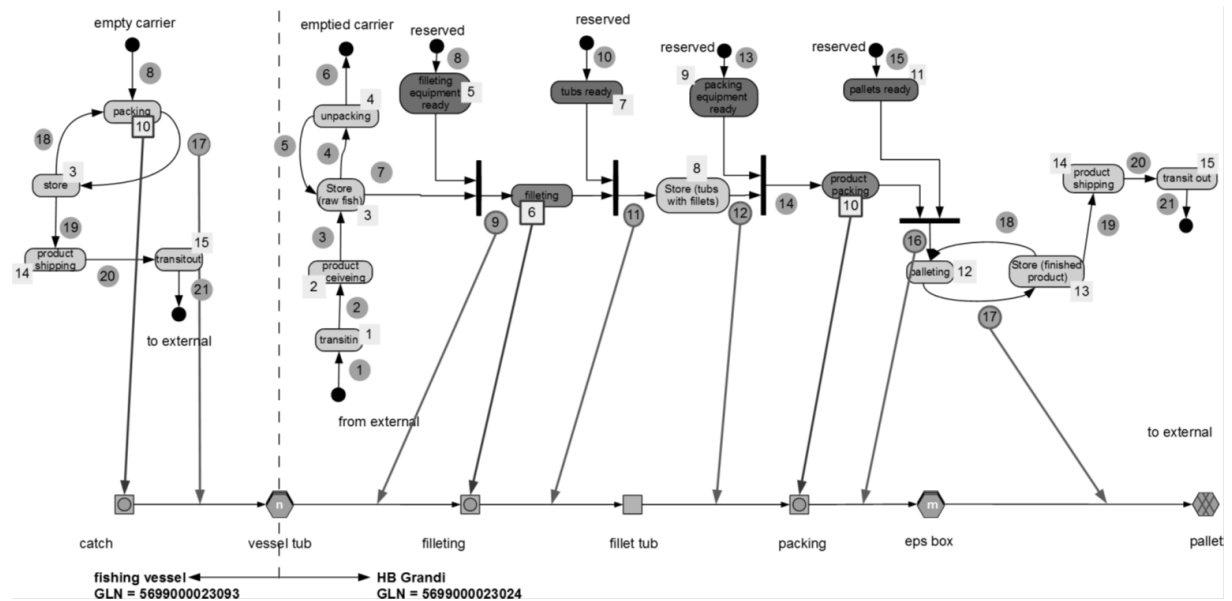 empty carrier
8
packing
10
18
17
store
3
19
product
shipping
14
20
transitout
15
21
to external
emptied carrier
6
4
unpacking
5
4
7
Store
(raw fish)
3
3
product
ceiveing
2
2
transitin
1
1
from external
reserved
8
filleting
equipment
ready
5
9
filleting
6
reserved
10
tubs ready
7
11
reserved
13
9
packing
equipment
ready
8
Store (tubs
with fillets)
12
14
reserved
15
11
pallets ready
product
packing
10
16
palleting
12
18
Store (finished
product)
13
17
19
14
product
shipping
20
15
transit out
21
to external
n
m
catch
vessel tub
filleting
fillet tub
packing
eps box
pallet
fishing vessel
HB Grandi
GLN = 5699000023093
GLN = 5699000023024